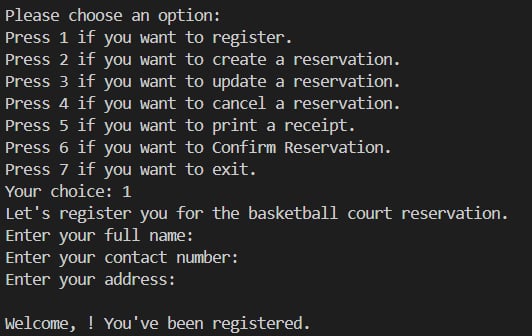 Please choose an option:
Press 1 if you want to register.
Press 2 if you want to create a reservation.
Press 3 if you want to update a reservation.
Press 4 if you want to cancel a reservation.
Press 5 if you want to print a receipt.
Press 6 if you want to Confirm Reservation.
Press 7 if you want to exit.
Your choice: 1
Let's register you for the basketball court reservation.
Enter your full name:
Enter your contact number:
Enter your address:
Welcome, ! You've been registered.